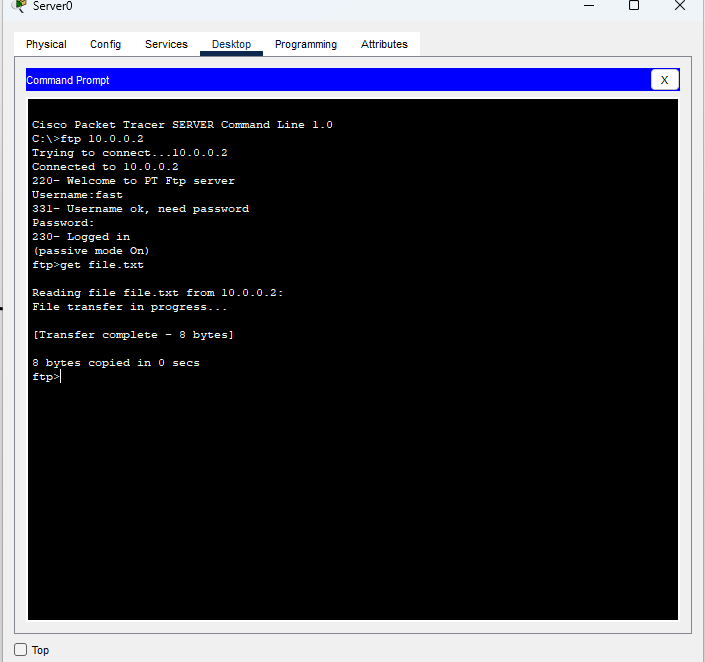 Server0
Physical Config Services Desktop Programming Attributes
Command Prompt X
Cisco Packet Tracer SERVER Command Line 1.0
C:\>ftp 10.0.0.2
Trying to connect...10.0.0.2
Connected to 10.0.0.2
220- Welcome to PT Ftp server
Username:fast
331- Username ok, need password
Password:
230- Logged in
(passive mode On)
ftp>get file.txt
Reading file file.txt from 10.0.0.2:
File transfer in progress...
[Transfer complete - 8 bytes]
8 bytes copied in 0 secs
ftp>
Top